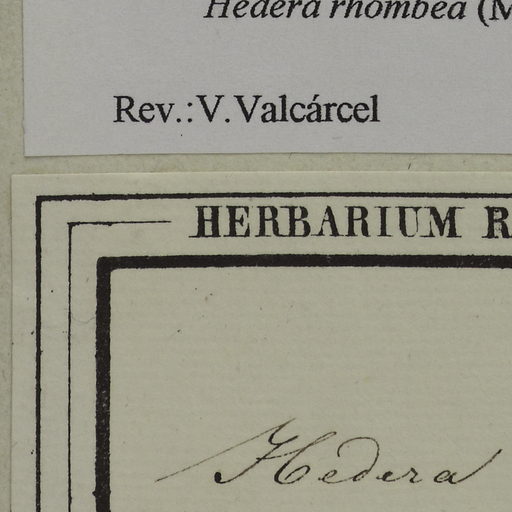 Hedera rhombea (M
Rev.: V. Valcárcel
HERBARIUM R
Hedera